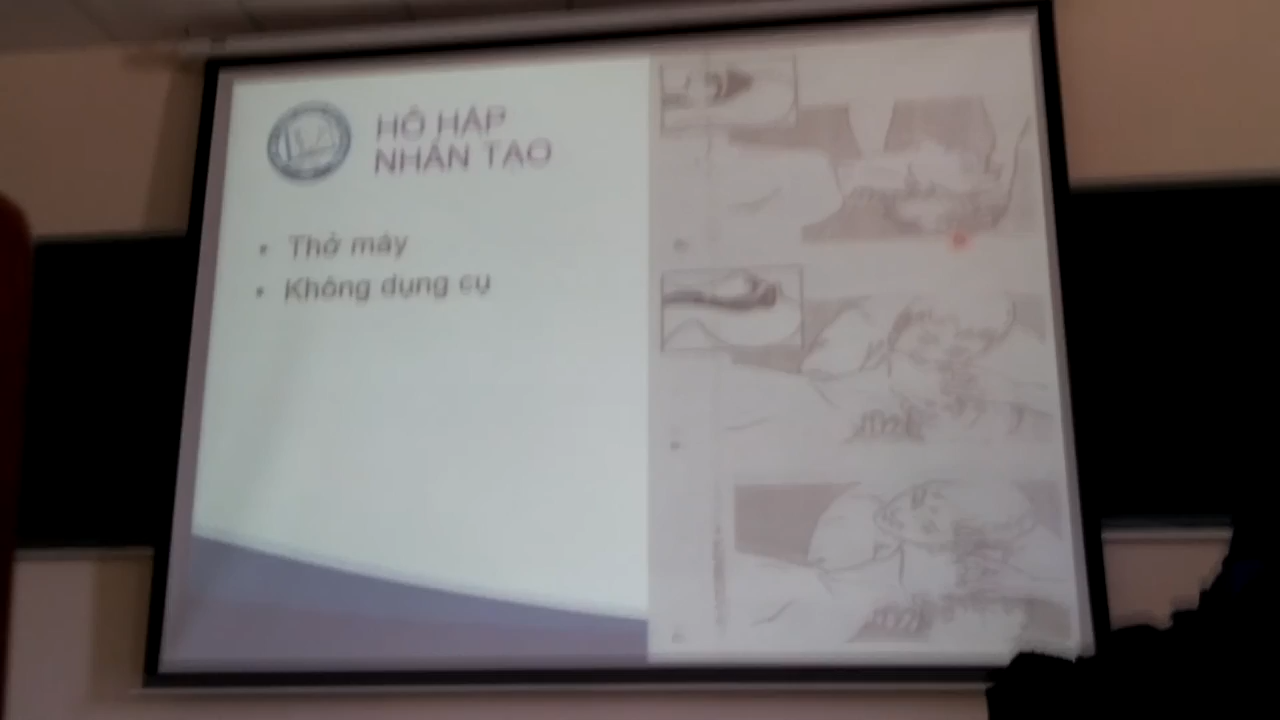 HÔ HẤP
NHÂN TẠO
• Thở máy
• Không dụng cụ